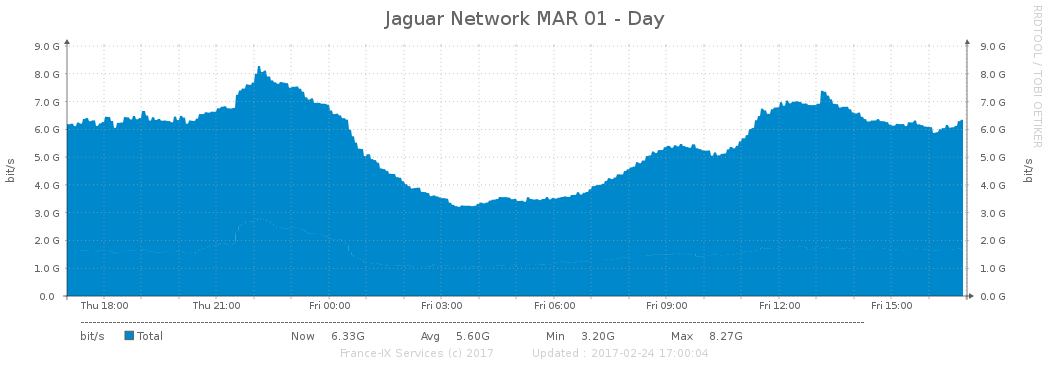 Jaguar Network MAR 01 - Day
RRDTOOL / TOBI OETIKER
bit/s
bit/s
9.0 G 9.0 G
8.0 G 8.0 G
7.0 G 7.0 G
6.0 G 6.0 G
5.0 G 5.0 G
4.0 G 4.0 G
3.0 G 3.0 G
2.0 G 2.0 G
1.0 G 1.0 G
0.0 0.0 G
Thu 18:00 Thu 21:00 Fri 00:00 Fri 03:00 Fri 06:00 Fri 09:00 Fri 12:00 Fri 15:00
bit/s Total Now 6.33G Avg 5.60G Min 3.20G Max 8.27G
France-IX Services (c) 2017 Updated : 2017-02-24 17:00:04